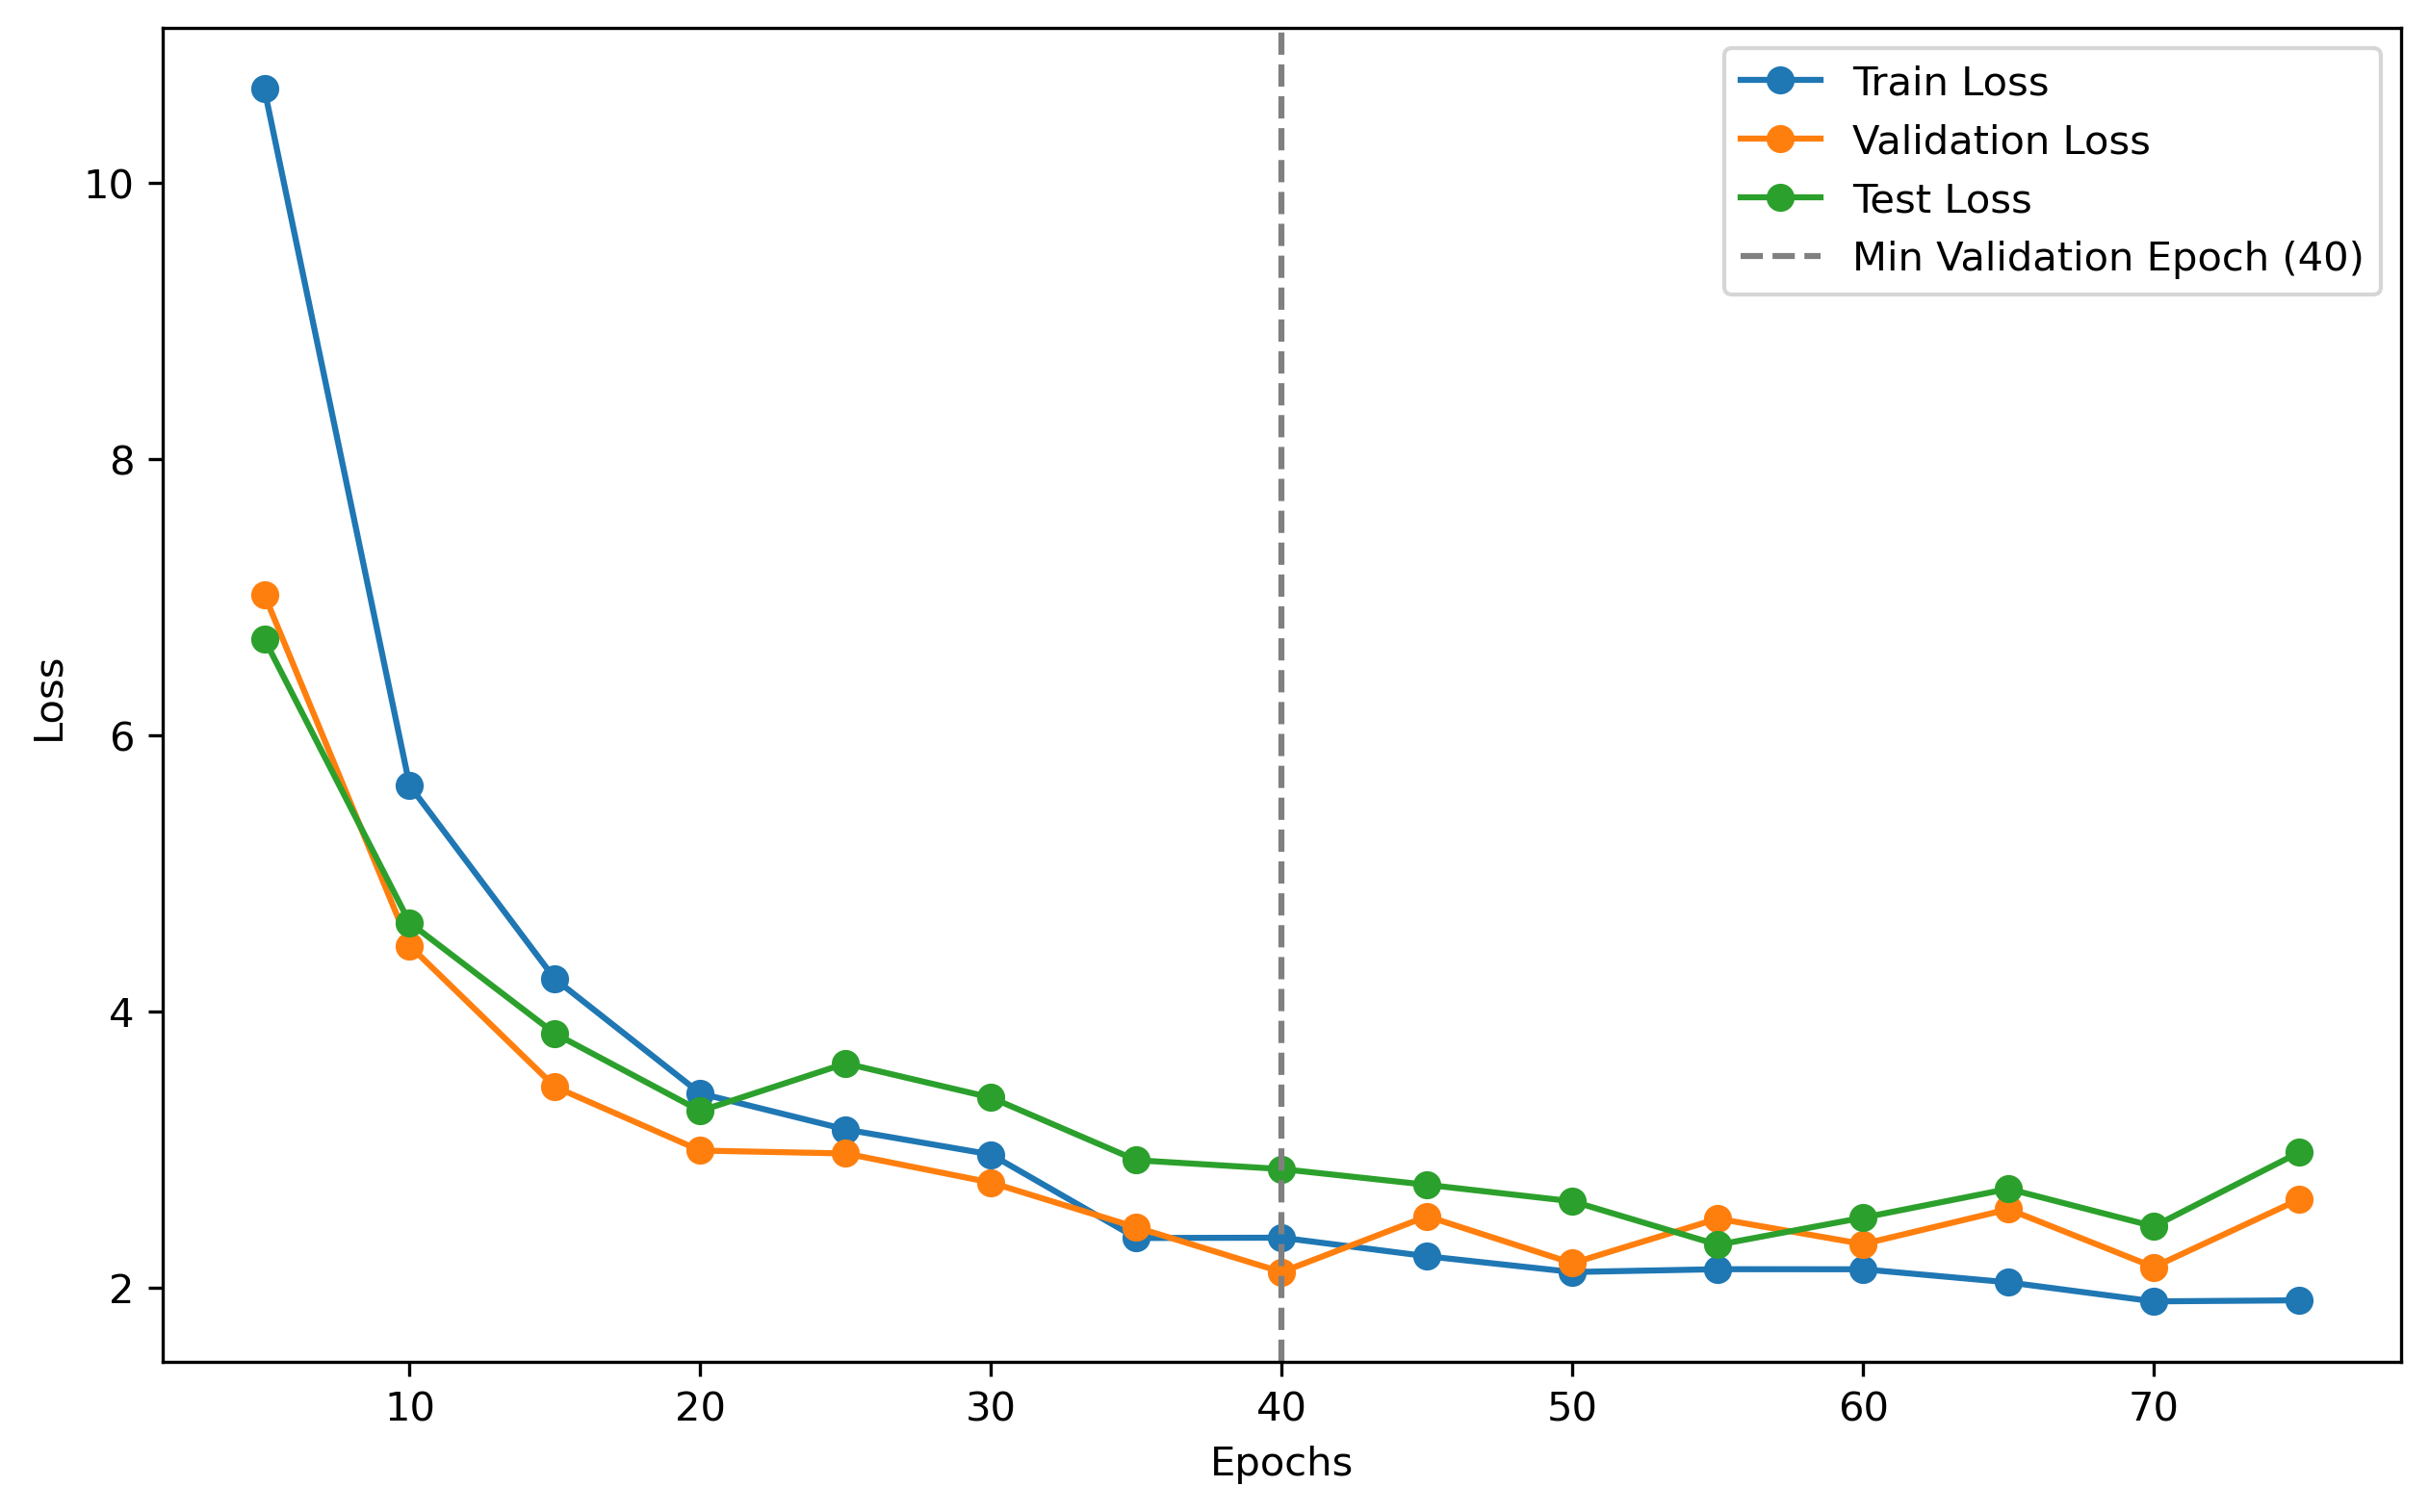 Train Loss
Validation Loss
Test Loss
Min Validation Epoch (40)
10
8
6
4
2
Loss
10 20 30 40 50 60 70
Epochs